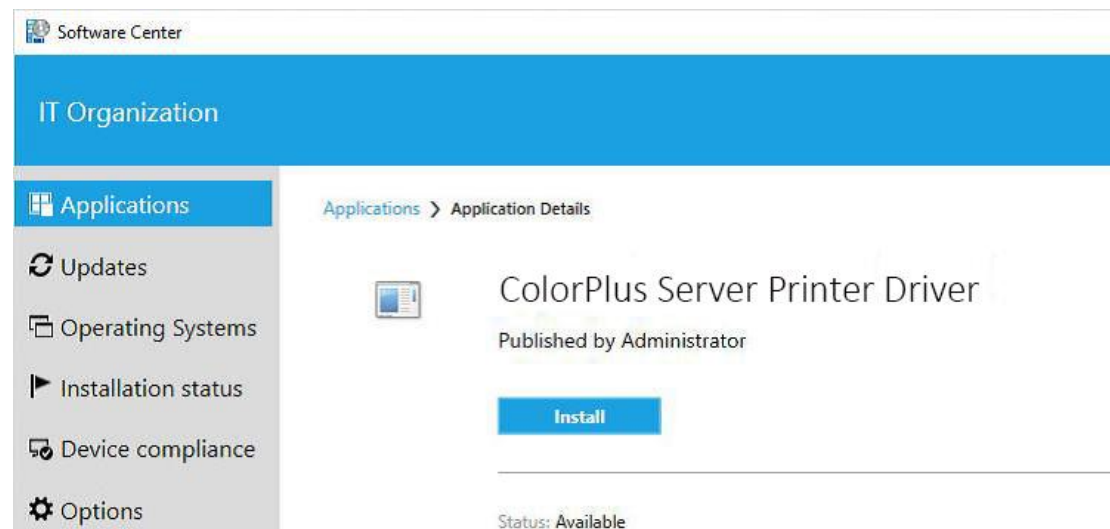 Software Center
IT Organization
Applications
Updates
Operating Systems
Installation status
Device compliance
Options
Applications ❯ Application Details
ColorPlus Server Printer Driver
Published by Administrator
Install
Status: Available